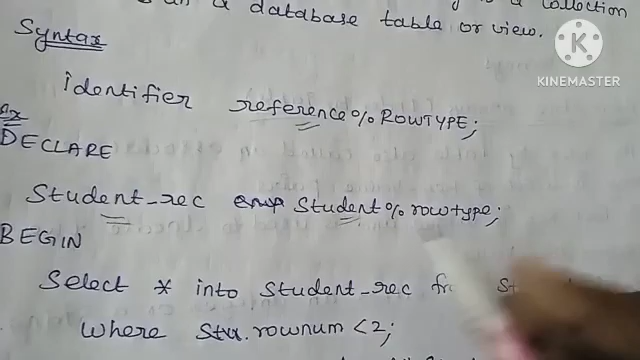 a collection
a database table or view.
Syntax
KINEMASTER
identifier reference%ROWTYPE;
Ex
DECLARE
Student_rec Student%rowtype;
BEGIN
Select * into student_rec
where stu.rownum <2;